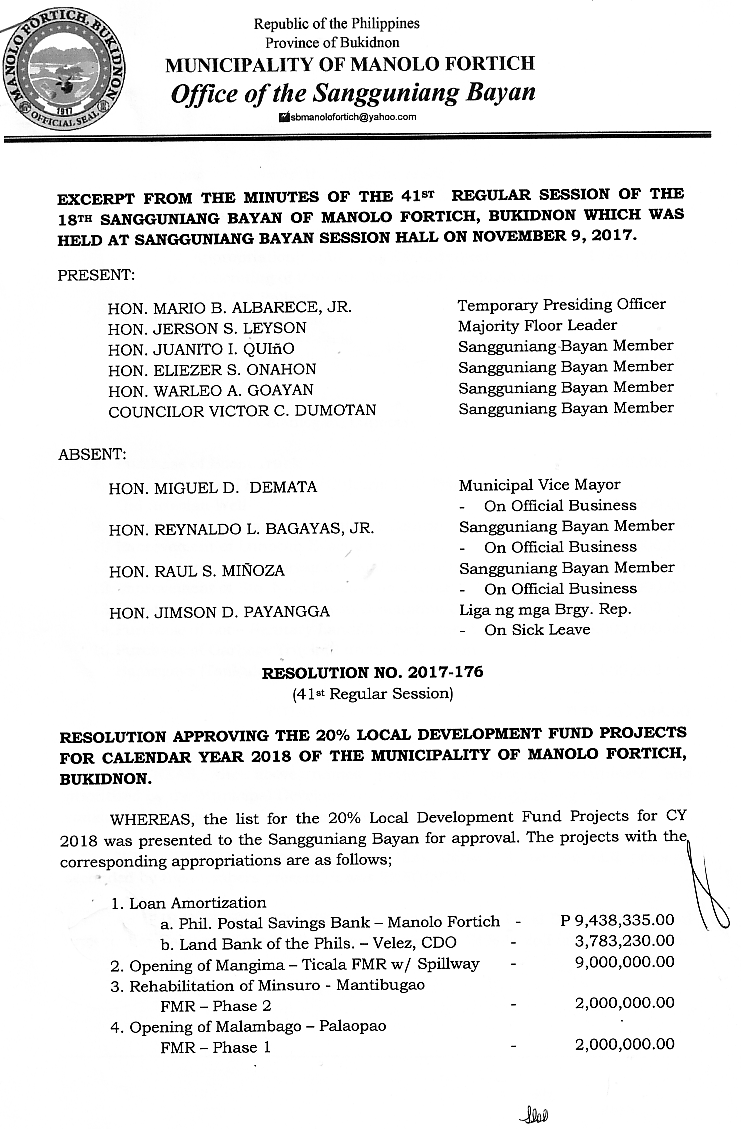 MANOLO FORTICH, BUKIDNON
1917
OFFICIAL SEAL
Republic of the Philippines
Province of Bukidnon
MUNICIPALITY OF MANOLO FORTICH
Office of the Sangguniang Bayan
sbmanolofortich@yahoo.com
EXCERPT FROM THE MINUTES OF THE 41ST REGULAR SESSION OF THE
18TH SANGGUNIANG BAYAN OF MANOLO FORTICH, BUKIDNON WHICH WAS
HELD AT SANGGUNIANG BAYAN SESSION HALL ON NOVEMBER 9, 2017.
PRESENT:
HON. MARIO B. ALBARECE, JR. Temporary Presiding Officer
HON. JERSON S. LEYSON Majority Floor Leader
HON. JUANITO I. QUIñO Sangguniang Bayan Member
HON. ELIEZER S. ONAHON Sangguniang Bayan Member
HON. WARLEO A. GOAYAN Sangguniang Bayan Member
COUNCILOR VICTOR C. DUMOTAN Sangguniang Bayan Member
ABSENT:
HON. MIGUEL D. DEMATA Municipal Vice Mayor
- On Official Business
HON. REYNALDO L. BAGAYAS, JR. Sangguniang Bayan Member
- On Official Business
HON. RAUL S. MIÑOZA Sangguniang Bayan Member
- On Official Business
HON. JIMSON D. PAYANGGA Liga ng mga Brgy. Rep.
- On Sick Leave
RESOLUTION NO. 2017-176
(41st Regular Session)
RESOLUTION APPROVING THE 20% LOCAL DEVELOPMENT FUND PROJECTS
FOR CALENDAR YEAR 2018 OF THE MUNICIPALITY OF MANOLO FORTICH,
BUKIDNON.
WHEREAS, the list for the 20% Local Development Fund Projects for CY
2018 was presented to the Sangguniang Bayan for approval. The projects with the
corresponding appropriations are as follows;
1. Loan Amortization
a. Phil. Postal Savings Bank – Manolo Fortich - P 9,438,335.00
b. Land Bank of the Phils. – Velez, CDO - 3,783,230.00
2. Opening of Mangima – Ticala FMR w/ Spillway - 9,000,000.00
3. Rehabilitation of Minsuro - Mantibugao
FMR – Phase 2 - 2,000,000.00
4. Opening of Malambago – Palaopao
FMR – Phase 1 - 2,000,000.00